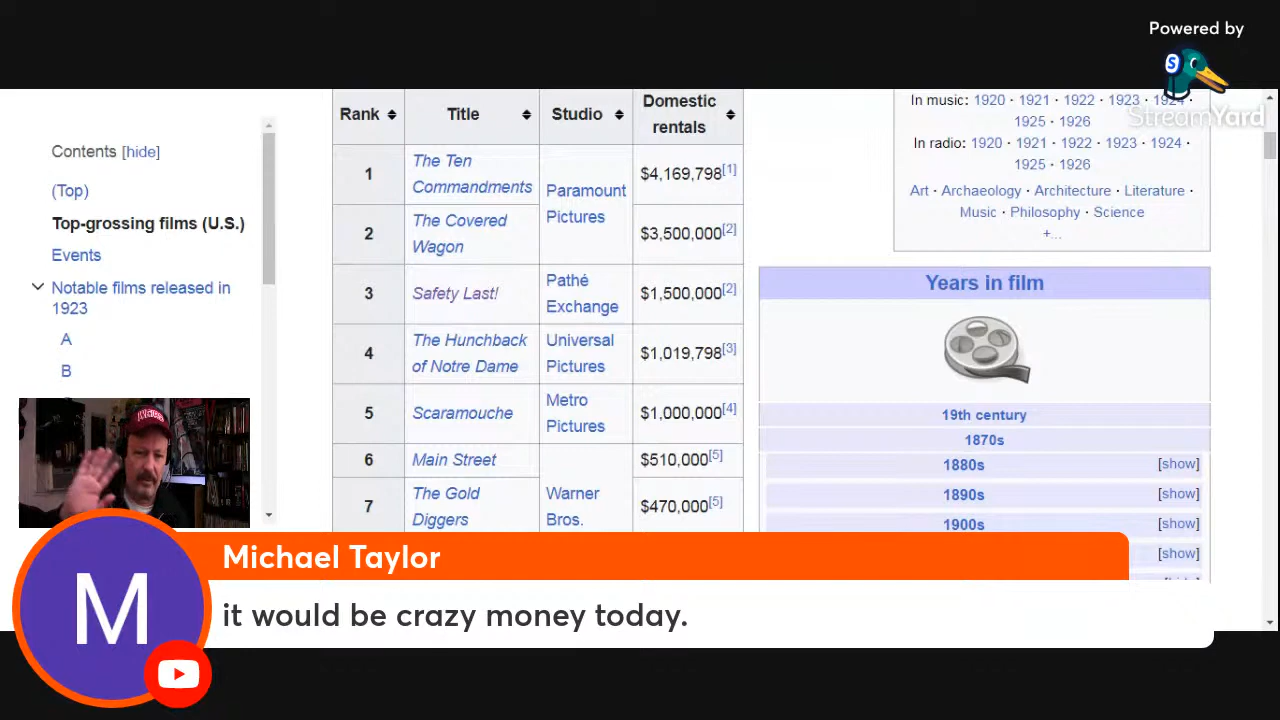 Powered by
StreamYard
Contents [hide]
(Top)
Top-grossing films (U.S.)
Events
Notable films released in
1923
A
B
Rank
Title
Studio
Domestic
rentals
1
The Ten
Commandments
Paramount
Pictures
$4,169,798[1]
2
The Covered
Wagon
$3,500,000[2]
3
Safety Last!
Pathé
Exchange
$1,500,000[2]
4
The Hunchback
of Notre Dame
Universal
Pictures
$1,019,798[3]
5
Scaramouche
Metro
Pictures
$1,000,000[4]
6
Main Street
$510,000[5]
7
The Gold
Diggers
Warner
Bros.
$470,000[5]
In music: 1920 · 1921 · 1922 · 1923 · 1924 ·
1925 · 1926
In radio: 1920 · 1921 · 1922 · 1923 · 1924 ·
1925 · 1926
Art · Archaeology · Architecture · Literature ·
Music · Philosophy · Science
+...
Years in film
19th century
1870s
1880s [show]
1890s [show]
1900s [show]
[show]
M
Michael Taylor
it would be crazy money today.